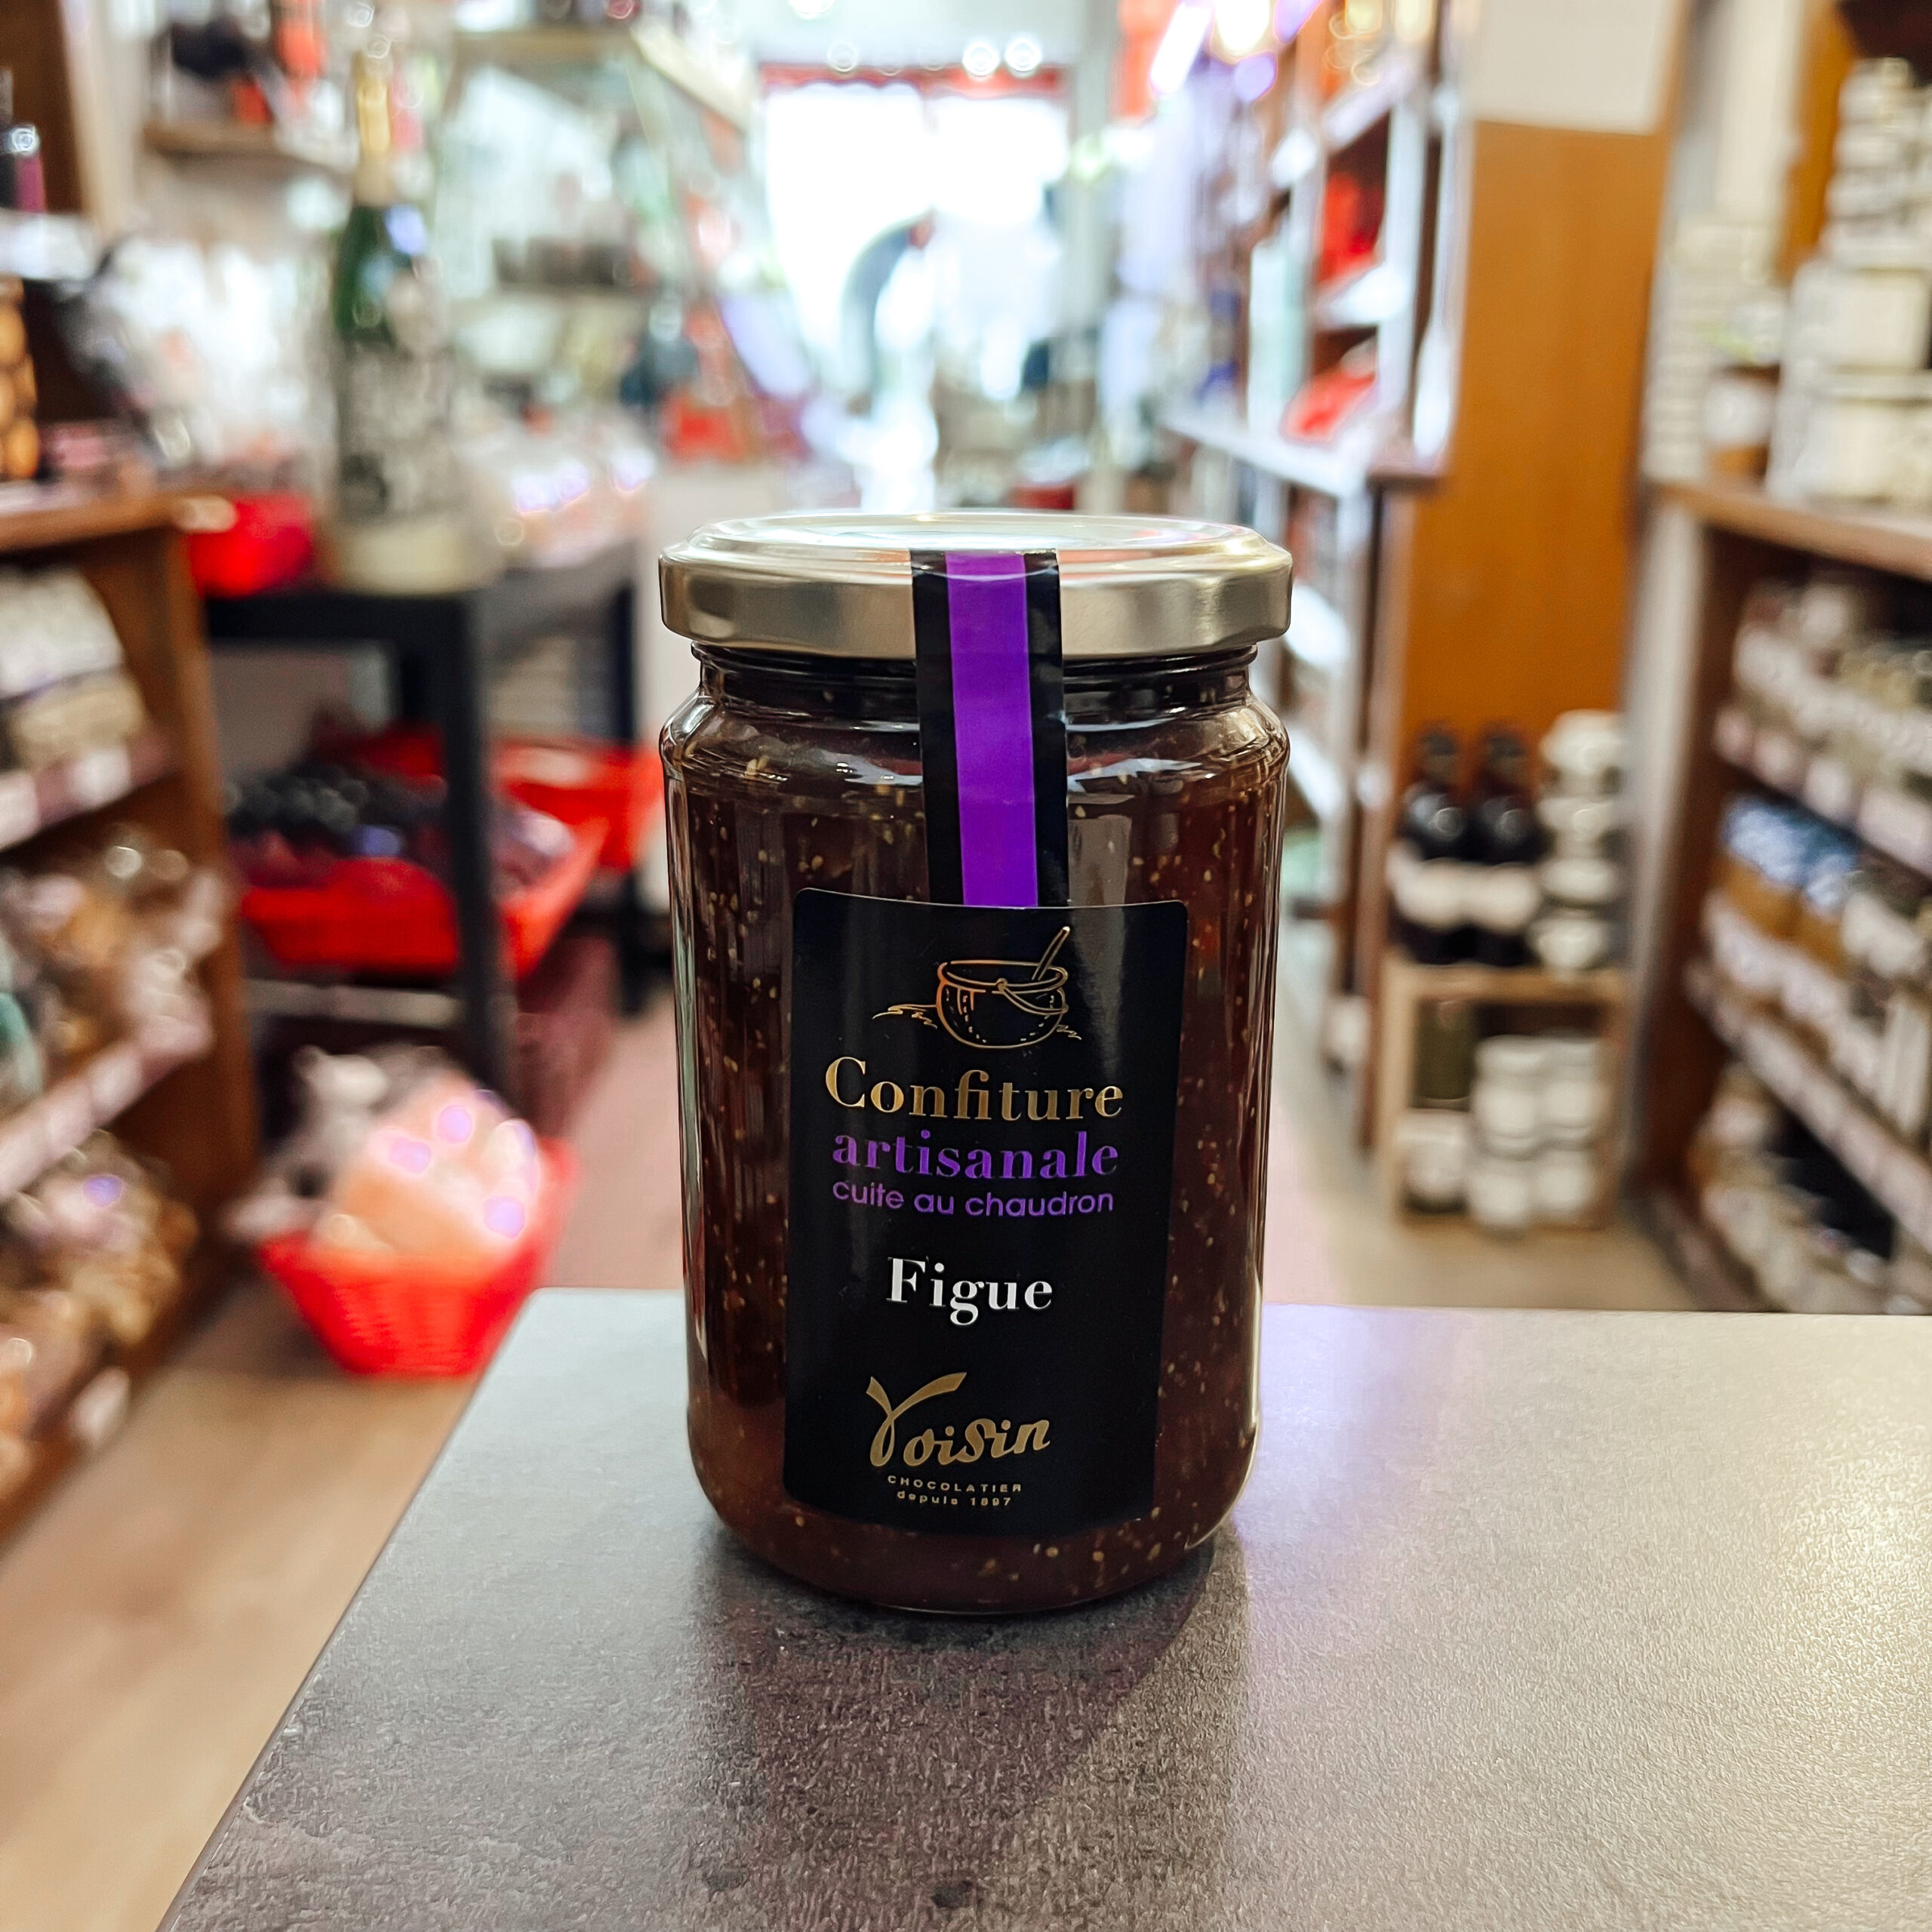 Confiture
artisanale
cuite au chaudron
Figue
Voisin
CHOCOLATIER
depuis 1897